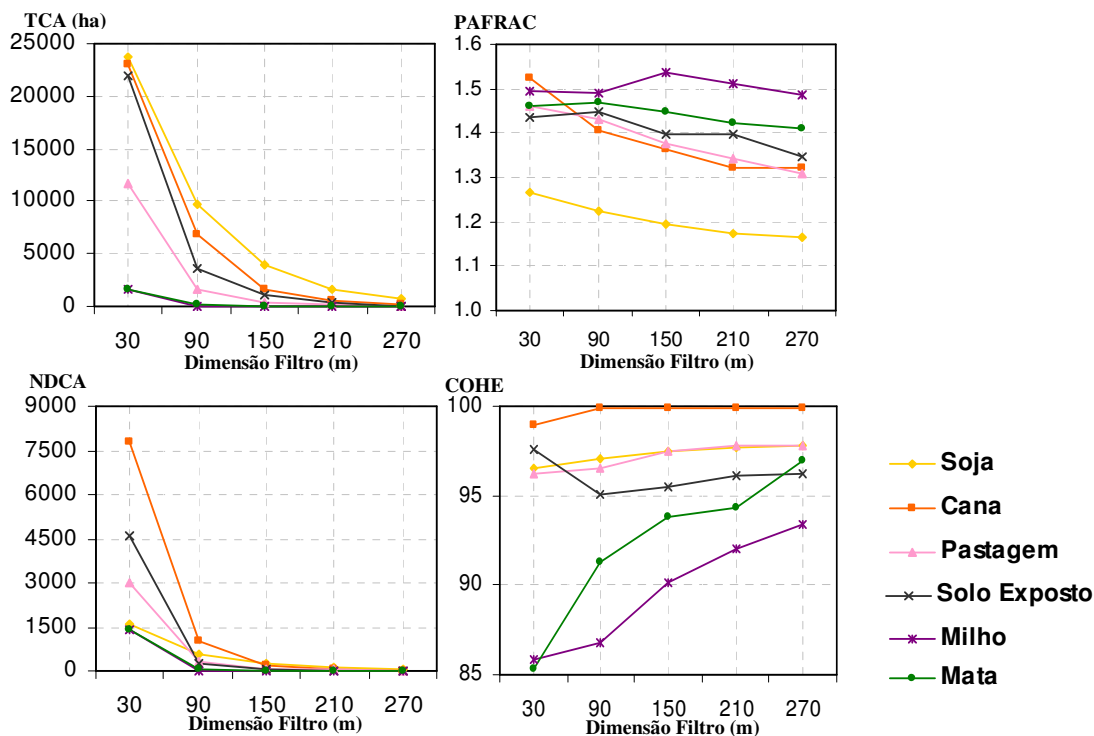 TCA (ha)
25000
20000
15000
10000
5000
0
30 90 150 210 270
Dimensão Filtro (m)
PAFRAC
1.6
1.5
1.4
1.3
1.2
1.1
1.0
30 90 150 210 270
Dimensão Filtro (m)
NDCA
9000
7500
6000
4500
3000
1500
0
30 90 150 210 270
Dimensão Filtro (m)
COHE
100
95
90
85
30 90 150 210 270
Dimensão Filtro (m)
Soja
Cana
Pastagem
Solo Exposto
Milho
Mata